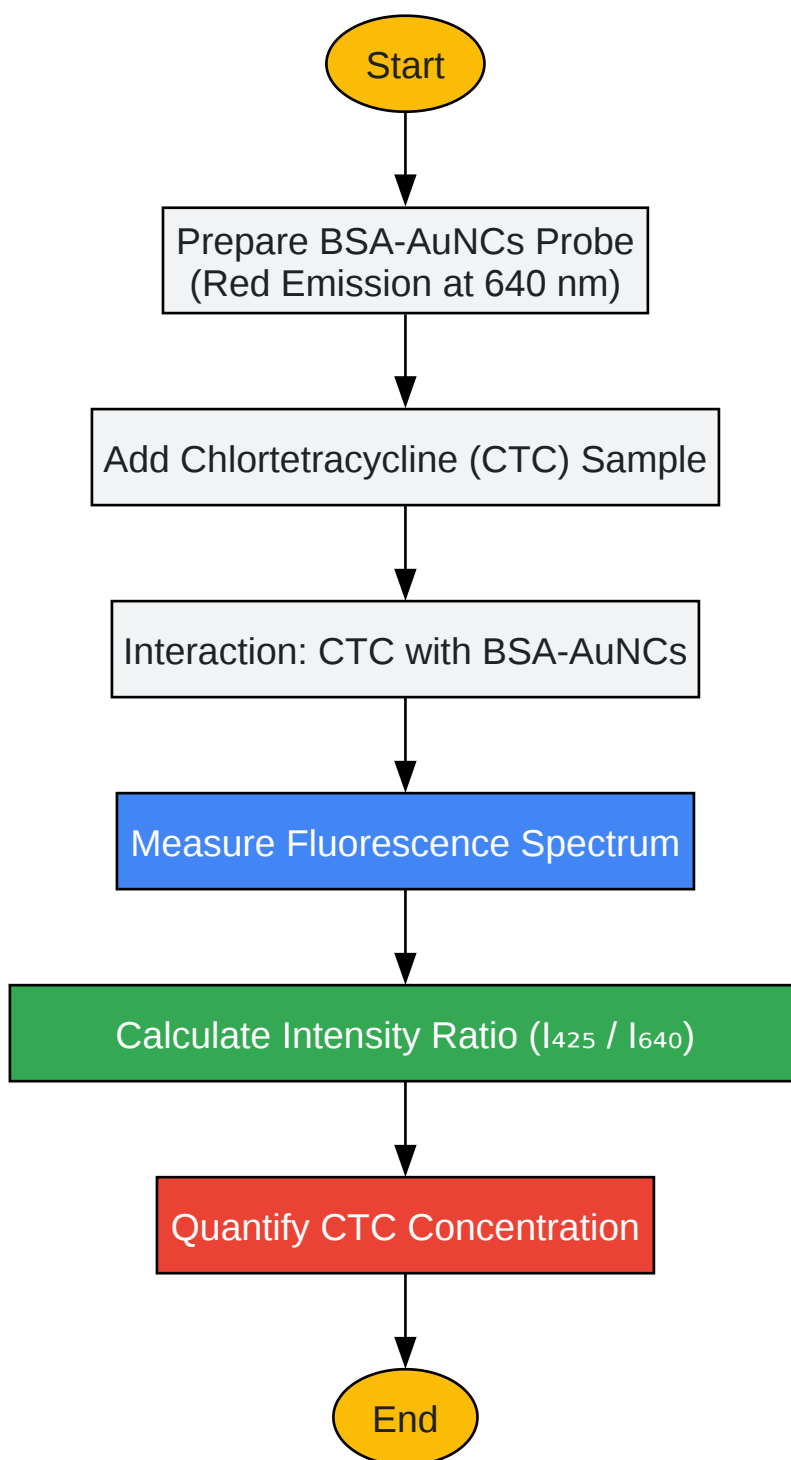 Start
Prepare BSA-AuNCs Probe
(Red Emission at 640 nm)
Add Chlortetracycline (CTC) Sample
Interaction: CTC with BSA-AuNCs
Measure Fluorescence Spectrum
Calculate Intensity Ratio (I₄₂₅ / I₆₄₀)
Quantify CTC Concentration
End